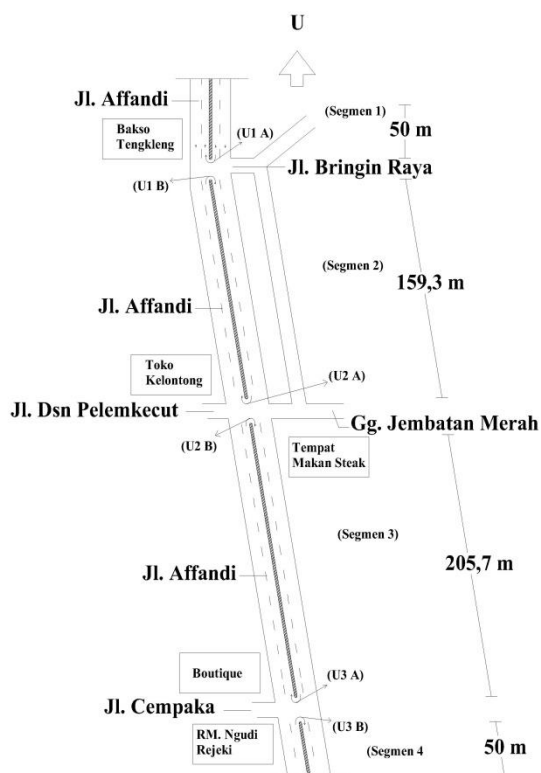 U
Jl. Affandi
(Segmen 1)
50 m
Bakso
Tengkleng
(U1 A)
Jl. Bringin Raya
(U1 B)
(Segmen 2)
159,3 m
Jl. Affandi
Toko
Kelontong
(U2 A)
Jl. Dsn Pelemkecut
Gg. Jembatan Merah
(U2 B)
Tempat
Makan Steak
(Segmen 3)
205,7 m
Jl. Affandi
Boutique
(U3 A)
Jl. Cempaka
RM. Ngudi
Rejeki
(U3 B)
(Segmen 4
50 m